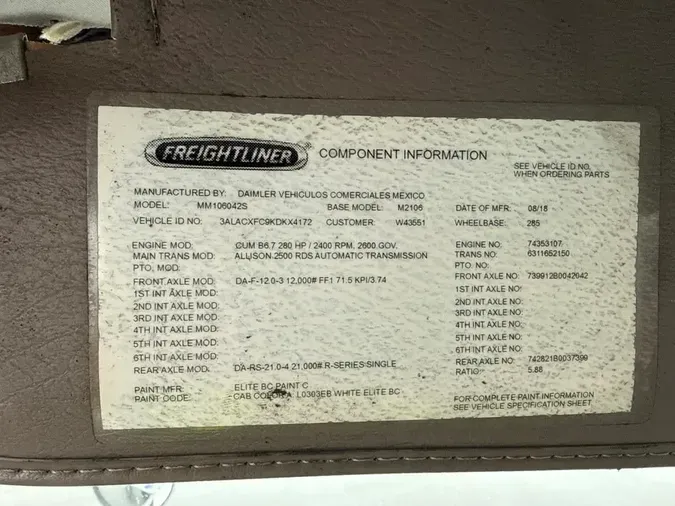 FREIGHTLINER
COMPONENT INFORMATION
SEE VEHICLE ID NO.
WHEN ORDERING PARTS
MANUFACTURED BY: DAIMLER VEHICULOS COMERCIALES MEXICO
MODEL: MM106042S BASE MODEL: M2106 DATE OF MFR: 08/18
VEHICLE ID NO: 3ALACXFC9KDKX4172 CUSTOMER: W43551 WHEELBASE: 285
ENGINE MOD: CUM B6.7 280 HP / 2400 RPM, 2600 GOV. ENGINE NO: 74353107
MAIN TRANS MOD: ALLISON 2500 RDS AUTOMATIC TRANSMISSION TRANS NO: 6311652150
PTO, MOD: PTO, NO:
FRONT AXLE MOD: DA-F-12.0-3 12,000# FF1 71.5 KPI/3.74 FRONT AXLE NO: 739912B0042042
1ST INT AXLE MOD: 1ST INT AXLE NO:
2ND INT AXLE MOD: 2ND INT AXLE NO:
3RD INT AXLE MOD: 3RD INT AXLE NO:
4TH INT AXLE MOD: 4TH INT AXLE NO:
5TH INT AXLE MOD: 5TH INT AXLE NO:
6TH INT AXLE MOD: 6TH INT AXLE NO:
REAR AXLE MOD: DA-RS-21.0-4 21,000# R-SERIES SINGLE REAR AXLE NO: 742821B0037399
RATIO: 5.88
PAINT MFR: ELITE BC PAINT C
PAINT CODE: CAB COLOR A: L0303EB WHITE ELITE BC
FOR COMPLETE PAINT INFORMATION
SEE VEHICLE SPECIFICATION SHEET.